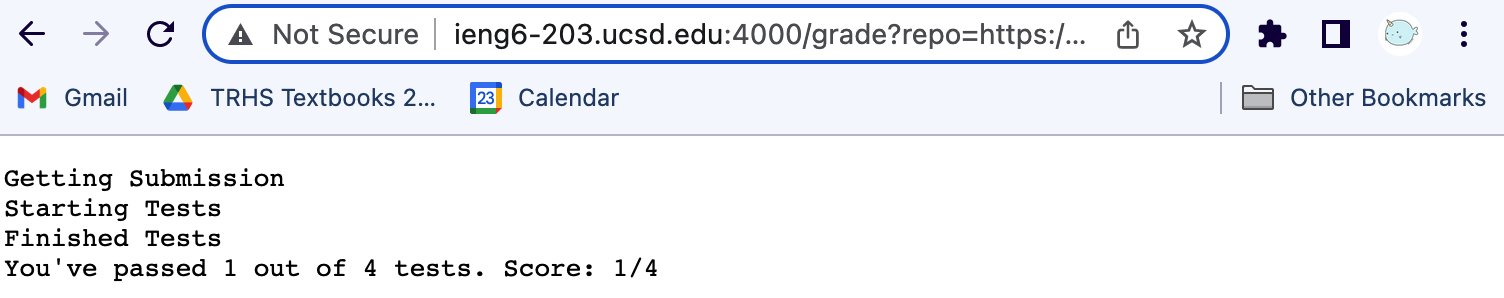 Not Secure ieng6-203.ucsd.edu:4000/grade?repo=https:/...
Gmail TRHS Textbooks 2... 23 Calendar Other Bookmarks
Getting Submission
Starting Tests
Finished Tests
You've passed 1 out of 4 tests. Score: 1/4